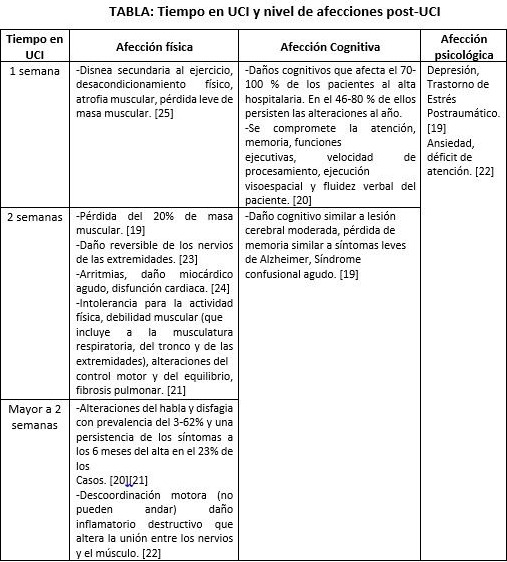 TABLA: Tiempo en UCI y nivel de afecciones post-UCI
Tiempo en
UCI
Afección física
Afección Cognitiva
Afección
psicológica
1 semana
-Disnea secundaria al ejercicio,
desacondicionamiento físico,
atrofia muscular, pérdida leve de
masa muscular. [25]
-Daños cognitivos que afecta el 70-
100 % de los pacientes al alta
hospitalaria. En el 46-80 % de ellos
persisten las alteraciones al año.
-Se compromete la atención,
memoria, funciones
ejecutivas, velocidad de
procesamiento, ejecución
visoespacial y fluidez verbal del
paciente. [20]
Depresión,
Trastorno de
Estrés
Postraumático.
[19]
Ansiedad,
déficit de
atención. [22]
2 semanas
-Pérdida del 20% de masa
muscular. [19]
-Daño reversible de los nervios
de las extremidades. [23]
-Arritmias, daño miocárdico
agudo, disfunción cardiaca. [24]
-Intolerancia para la actividad
física, debilidad muscular (que
incluye a la musculatura
respiratoria, del tronco y de las
extremidades), alteraciones del
control motor y del equilibrio,
fibrosis pulmonar. [21]
-Daño cognitivo similar a lesión
cerebral moderada, pérdida de
memoria similar a síntomas leves
de Alzheimer, Síndrome
confusional agudo. [19]
Mayor a 2
semanas
-Alteraciones del habla y disfagia
con prevalencia del 3-62% y una
persistencia de los síntomas a
los 6 meses del alta en el 23% de
los
Casos. [20][21]
-Descoordinación motora (no
pueden andar) daño
inflamatorio destructivo que
altera la unión entre los nervios
y el músculo. [22]